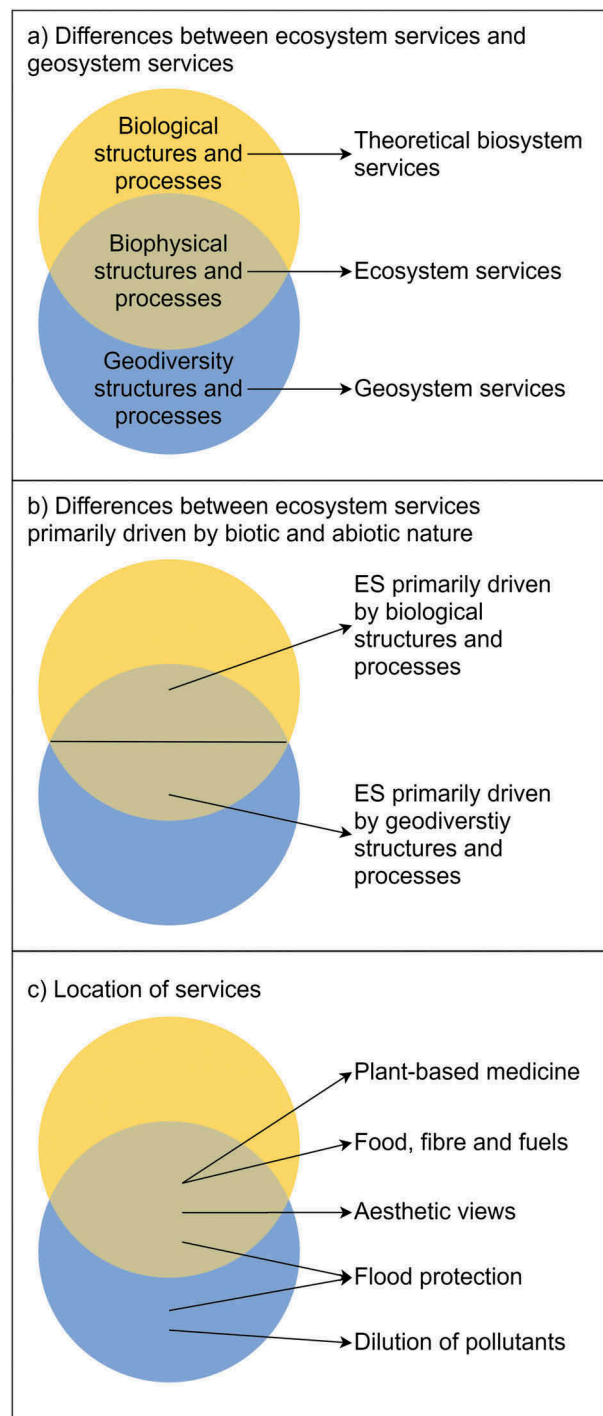 a) Differences between ecosystem services and
geosystem services
Biological
structures and
processes
Theoretical biosystem
services
Biophysical
structures and
processes
Ecosystem services
Geodiversity
structures and
processes
Geosystem services
b) Differences between ecosystem services
primarily driven by biotic and abiotic nature
ES primarily driven
by biological
structures and
processes
ES primarily driven
by geodiverstiy
structures and
processes
c) Location of services
Plant-based medicine
Food, fibre and fuels
Aesthetic views
Flood protection
Dilution of pollutants